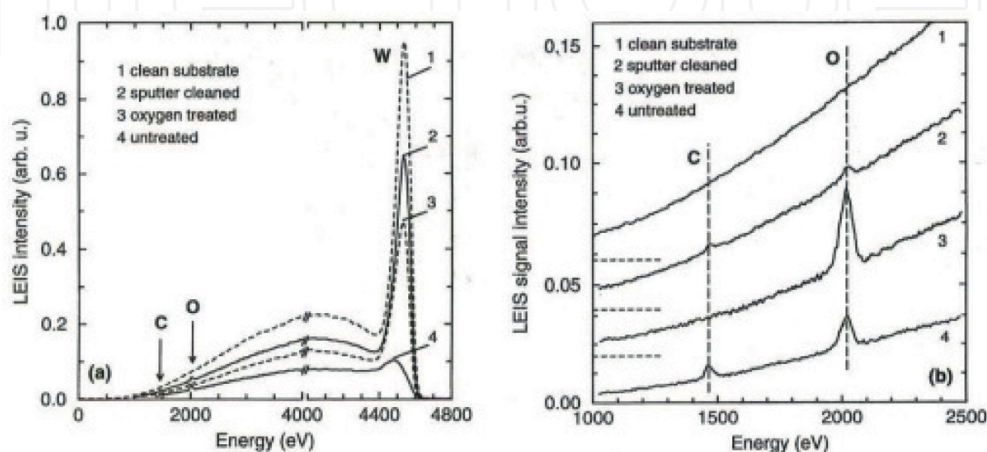 1.0
0.8
0.6
0.4
0.2
0.0
LEIS intensity (arb. u.)
1 clean substrate
2 sputter cleaned
3 oxygen treated
4 untreated
W
1
2
3
4
C
O
(a)
0
2000
4000
4400
4800
Energy (eV)
0.15
0.10
0.05
0.00
LEIS signal intensity (arb.u.)
1 clean substrate
2 sputter cleaned
3 oxygen treated
4 untreated
O
C
1
2
3
4
(b)
1000
1500
2000
2500
Energy (eV)